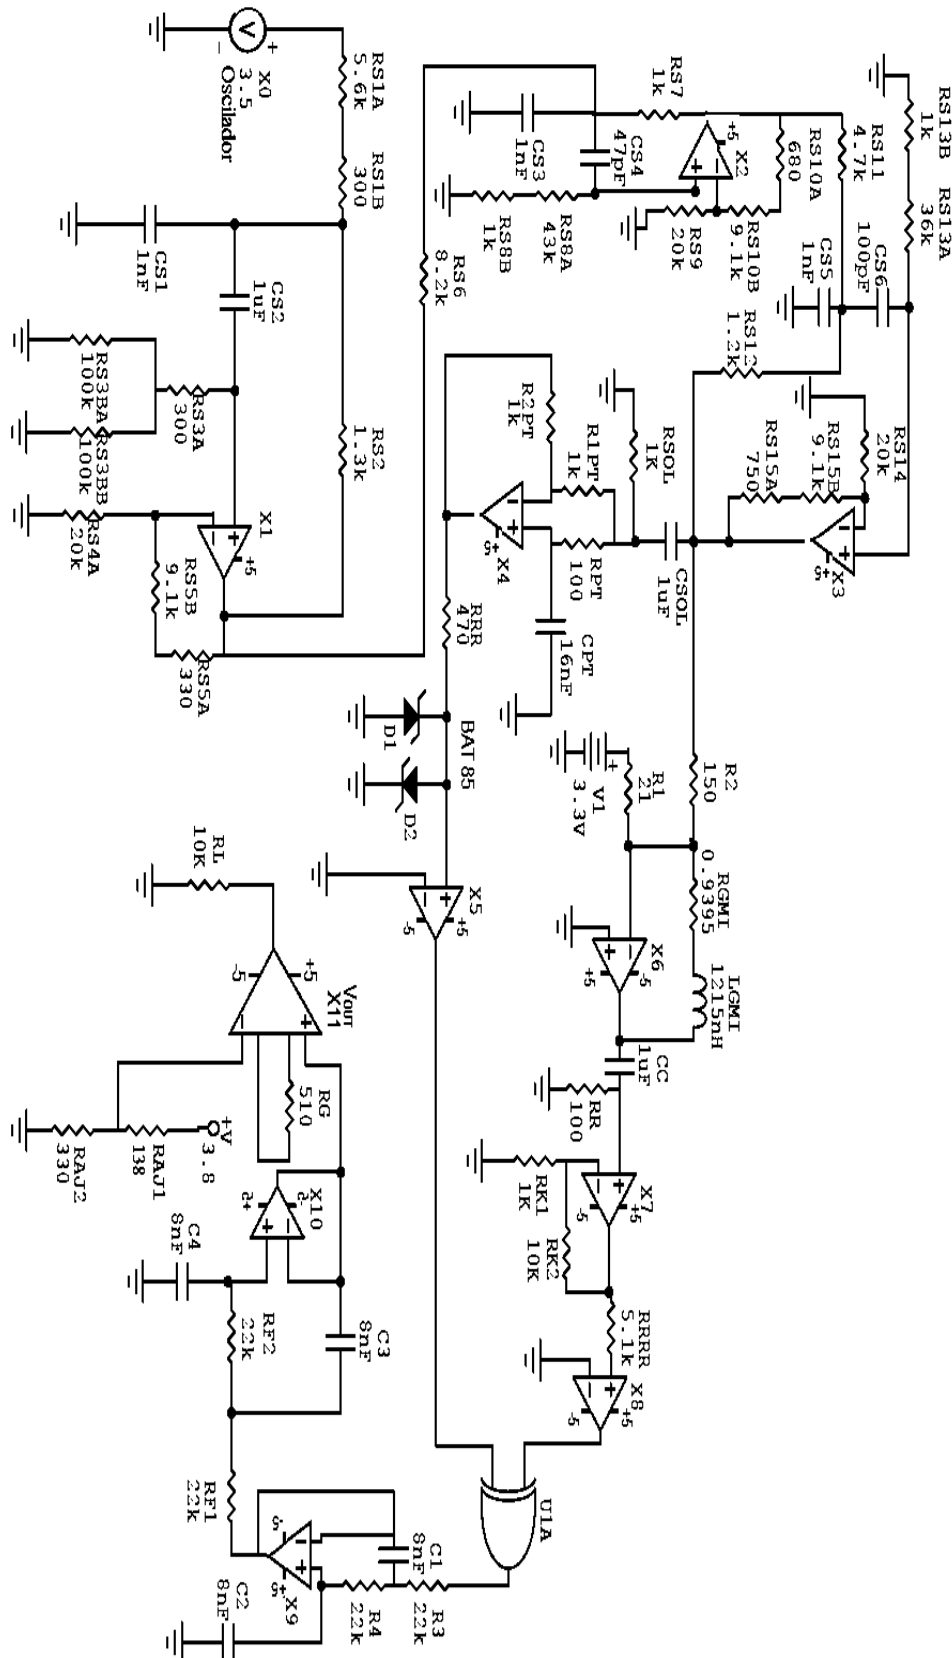 X0
3.5
Oscilador
V
+
−
RS1A
5.6k
RS1B
300
CS1
1nF
CS2
1uF
RS2
1.3k
RS3A
300
RS3BA
100k
RS3BB
100k
RS4A
20k
X1
+5
RS5B
9.1k
RS5A
330
RS6
8.2k
RS7
1k
CS3
1nF
CS4
47pF
RS8B
1k
RS8A
43k
X2
+5
RS9
20k
RS10B
9.1k
RS10A
680
RS11
4.7k
RS13B
1k
RS13A
36k
CS5
1nF
CS6
100pF
RS12
1.2k
RS14
20k
RS15B
9.1k
RS15A
750
X3
+5
CSOL
1uF
RSOL
1K
R1PT
1k
R2PT
1k
RPT
100
CPT
16nF
X4
+5
RRR
470
D1
D2
BAT85
X5
+5
-5
V1
3.3V
+
R1
21
R2
150
RGMI
0.9395
LGMI
1215nH
X6
-5
+5
CC
1uF
RR
100
X7
+5
-5
RK1
1K
RK2
10K
RRRR
5.1k
X8
+5
-5
U1A
R3
22k
R4
22k
C1
8nF
C2
8nF
X9
-5
+5
RF1
22k
RF2
22k
C3
8nF
C4
8nF
X10
RG
510
RAJ1
138
RAJ2
330
+V
3.8
VOUT
X11
+5
-5
RL
10K